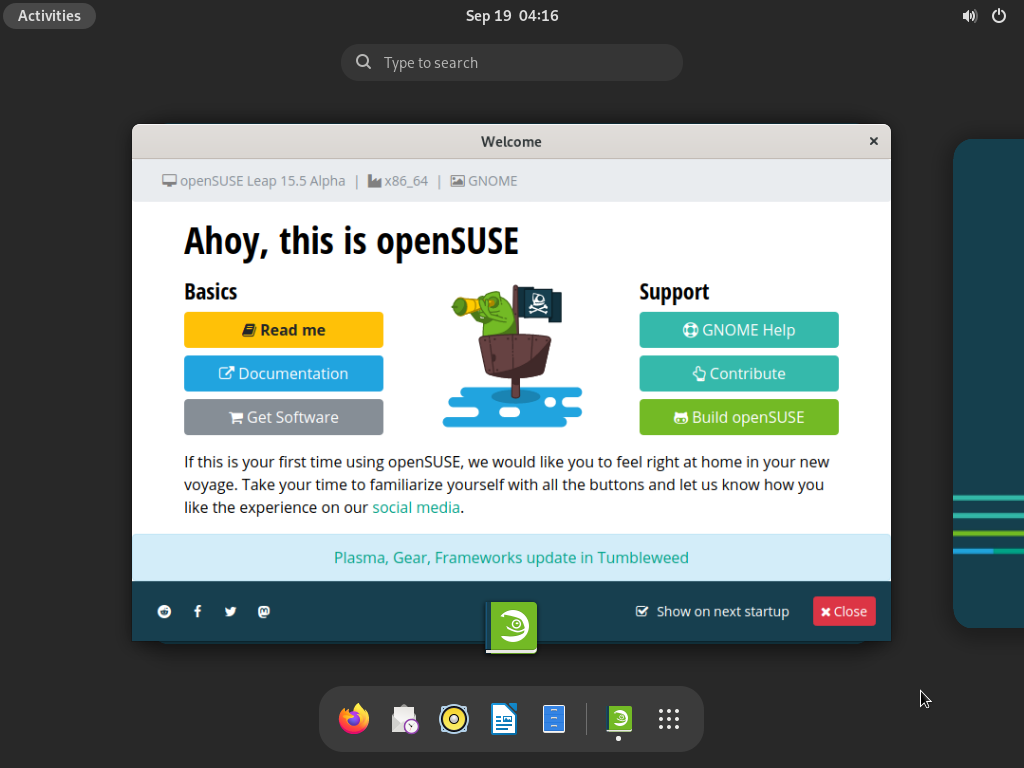 Activities
Sep 19 04:16
Type to search
Welcome
openSUSE Leap 15.5 Alpha | x86_64 | GNOME
Ahoy, this is openSUSE
Basics
Read me
Documentation
Get Software
Support
GNOME Help
Contribute
Build openSUSE
If this is your first time using openSUSE, we would like you to feel right at home in your new
voyage. Take your time to familiarize yourself with all the buttons and let us know how you
like the experience on our social media.
Plasma, Gear, Frameworks update in Tumbleweed
Show on next startup
Close